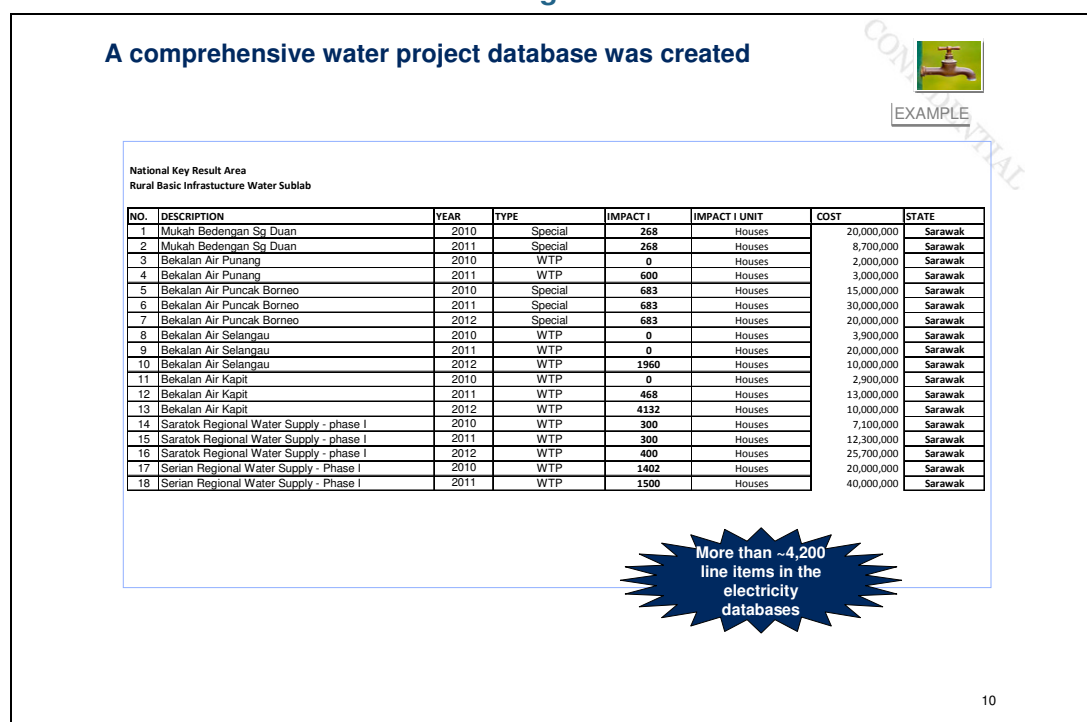 A comprehensive water project database was created
CONFIDENTIAL
EXAMPLE
National Key Result Area
Rural Basic Infrastucture Water Sublab
NO. DESCRIPTION YEAR TYPE IMPACT I IMPACT I UNIT COST STATE
1 Mukah Bedengan Sg Duan 2010 Special 268 Houses 20,000,000 Sarawak
2 Mukah Bedengan Sg Duan 2011 Special 268 Houses 8,700,000 Sarawak
3 Bekalan Air Punang 2010 WTP 0 Houses 2,000,000 Sarawak
4 Bekalan Air Punang 2011 WTP 600 Houses 3,000,000 Sarawak
5 Bekalan Air Puncak Borneo 2010 Special 683 Houses 15,000,000 Sarawak
6 Bekalan Air Puncak Borneo 2011 Special 683 Houses 30,000,000 Sarawak
7 Bekalan Air Puncak Borneo 2012 Special 683 Houses 20,000,000 Sarawak
8 Bekalan Air Selangau 2010 WTP 0 Houses 3,900,000 Sarawak
9 Bekalan Air Selangau 2011 WTP 0 Houses 20,000,000 Sarawak
10 Bekalan Air Selangau 2012 WTP 1960 Houses 10,000,000 Sarawak
11 Bekalan Air Kapit 2010 WTP 0 Houses 2,900,000 Sarawak
12 Bekalan Air Kapit 2011 WTP 468 Houses 13,000,000 Sarawak
13 Bekalan Air Kapit 2012 WTP 4132 Houses 10,000,000 Sarawak
14 Saratok Regional Water Supply - phase I 2010 WTP 300 Houses 7,100,000 Sarawak
15 Saratok Regional Water Supply - phase I 2011 WTP 300 Houses 12,300,000 Sarawak
16 Saratok Regional Water Supply - phase I 2012 WTP 400 Houses 25,700,000 Sarawak
17 Serian Regional Water Supply - Phase I 2010 WTP 1402 Houses 20,000,000 Sarawak
18 Serian Regional Water Supply - Phase I 2011 WTP 1500 Houses 40,000,000 Sarawak
More than ~4,200
line items in the
electricity
databases
10